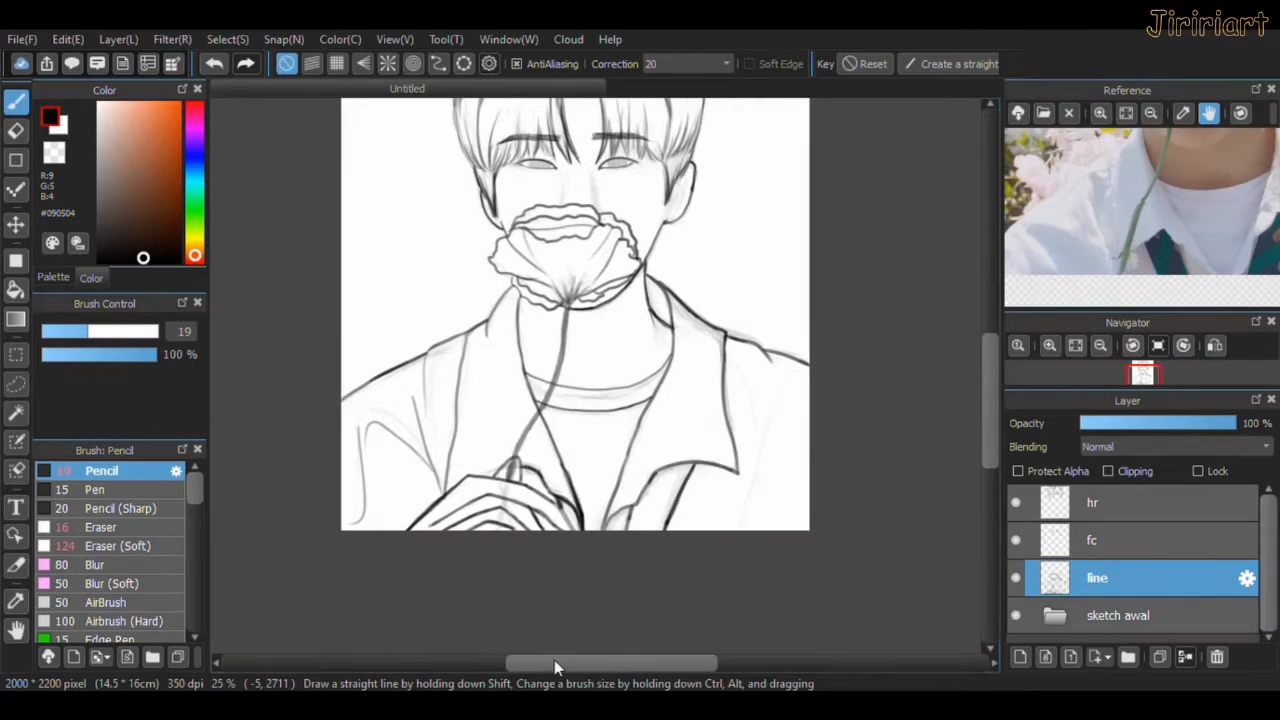 Jiririart
File(F) Edit(E) Layer(L) Filter(R) Select(S) Snap(N) Color(C) View(V) Tool(T) Window(W) Cloud Help
AntiAliasing Correction 20 Soft Edge Key Reset Create a straight
Color
Untitled
Reference
R:9
G:5
B:4
#090504
Palette Color
Brush Control
19
100 %
Navigator
Layer
Opacity 100 %
Blending Normal
Protect Alpha Clipping Lock
hr
fc
line
sketch awal
Brush: Pencil
19 Pencil
15 Pen
20 Pencil (Sharp)
16 Eraser
124 Eraser (Soft)
80 Blur
50 Blur (Soft)
50 AirBrush
100 AirBrush (Hard)
15 Edge Pen
2000 * 2200 pixel (14.5 * 16cm) 350 dpi 25 % ( -5, 2711 ) Draw a straight line by holding down Shift, Change a brush size by holding down Ctrl, Alt, and dragging